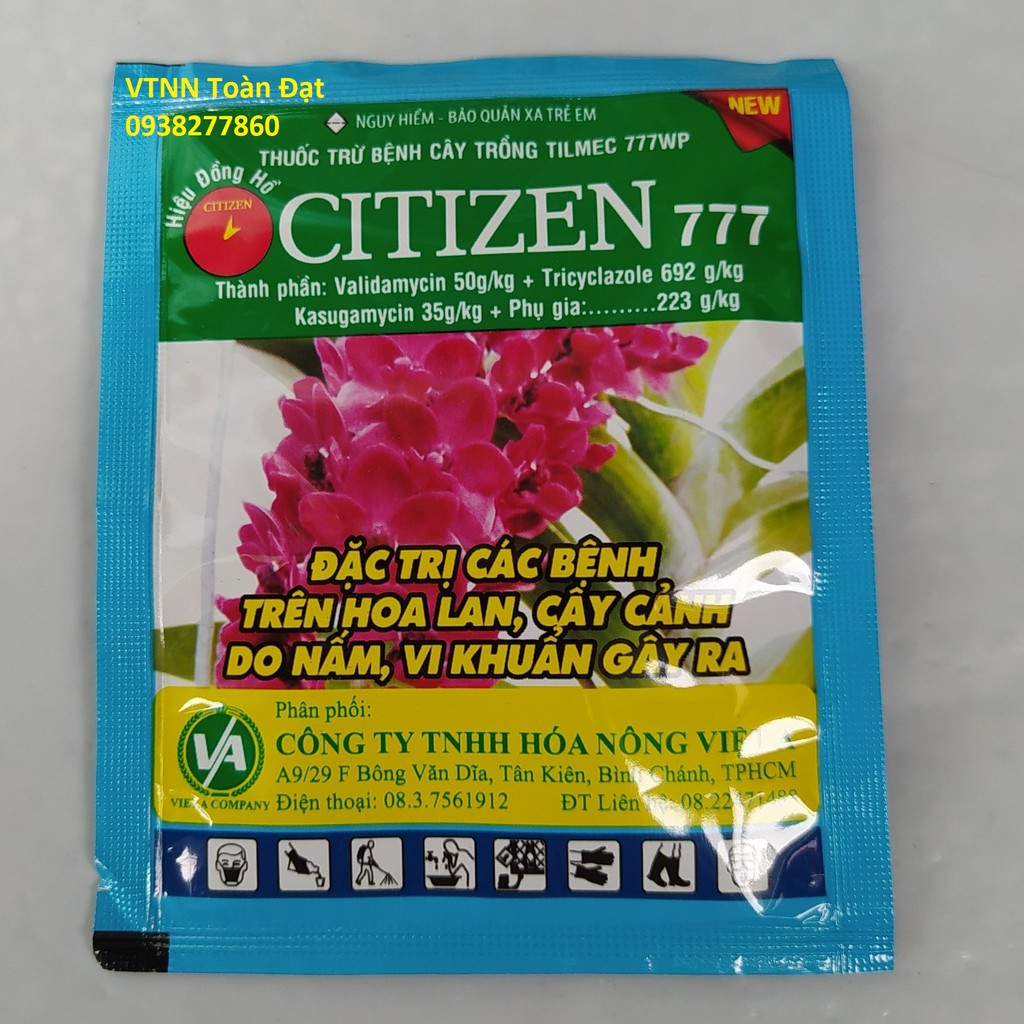 VTNN Toàn Đạt
0938277860
NGUY HIỂM - BẢO QUẢN XA TRẺ EM
NEW
THUỐC TRỪ BỆNH CÂY TRỒNG TILMEC 777WP
Hiệu Đồng Hồ
CITIZEN
CITIZEN 777
Thành phần: Validamycin 50g/kg + Tricyclazole 692 g/kg
Kasugamycin 35g/kg + Phụ gia:..........223 g/kg
ĐẶC TRỊ CÁC BỆNH
TRÊN HOA LAN, CÂY CẢNH
DO NẤM, VI KHUẨN GÂY RA
Phân phối:
CÔNG TY TNHH HÓA NÔNG VIỆT A
A9/29 F Bông Văn Dĩa, Tân Kiên, Bình Chánh, TPHCM
Điện thoại: 08.3.7561912 ĐT Liên
VA
COMPANY